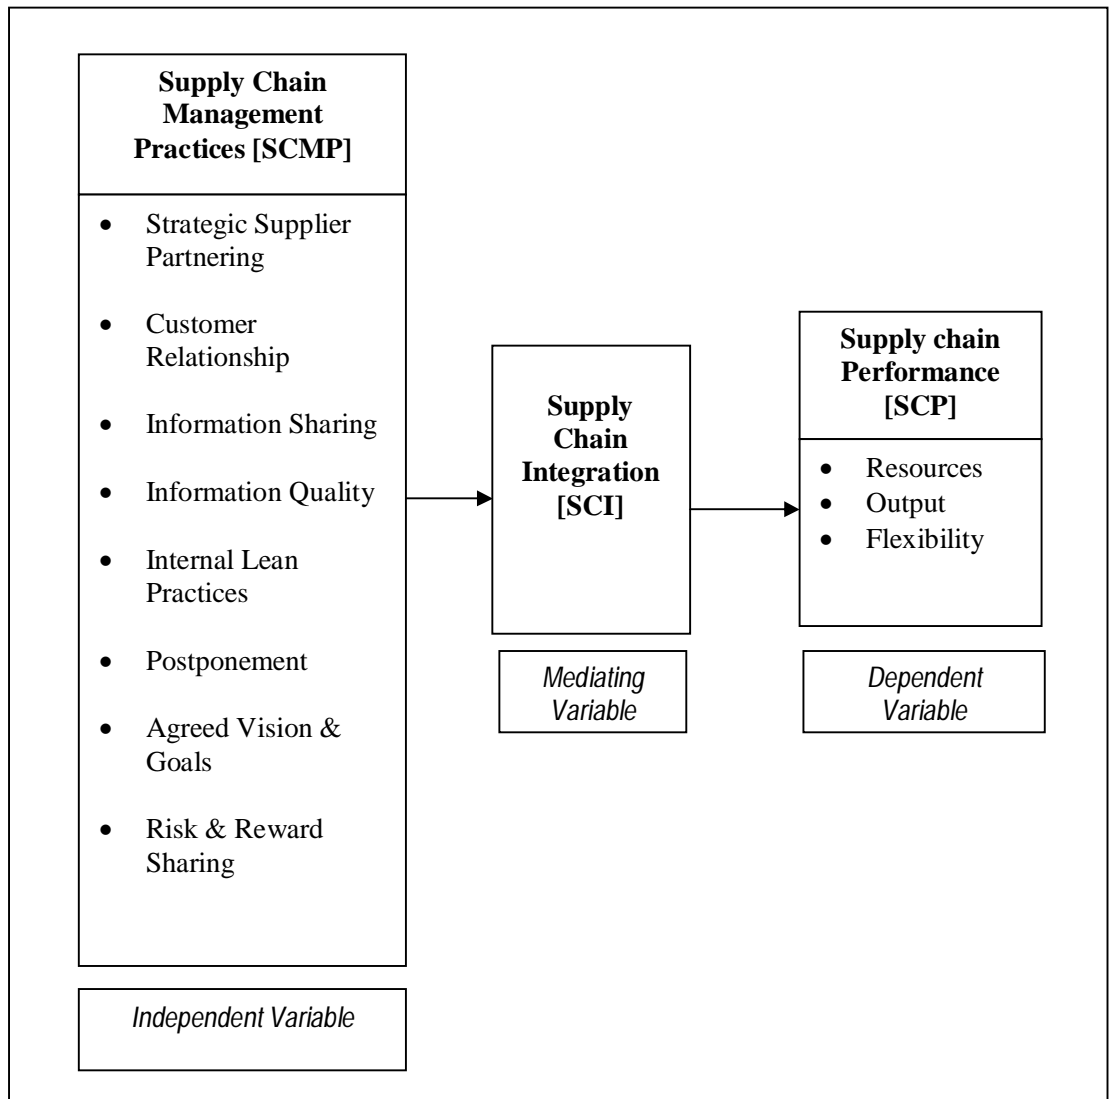 Supply Chain
Management
Practices [SCMP]
• Strategic Supplier
Partnering
• Customer
Relationship
• Information Sharing
• Information Quality
• Internal Lean
Practices
• Postponement
• Agreed Vision &
Goals
• Risk & Reward
Sharing
Independent Variable
Supply
Chain
Integration
[SCI]
Mediating
Variable
Supply chain
Performance
[SCP]
• Resources
• Output
• Flexibility
Dependent
Variable